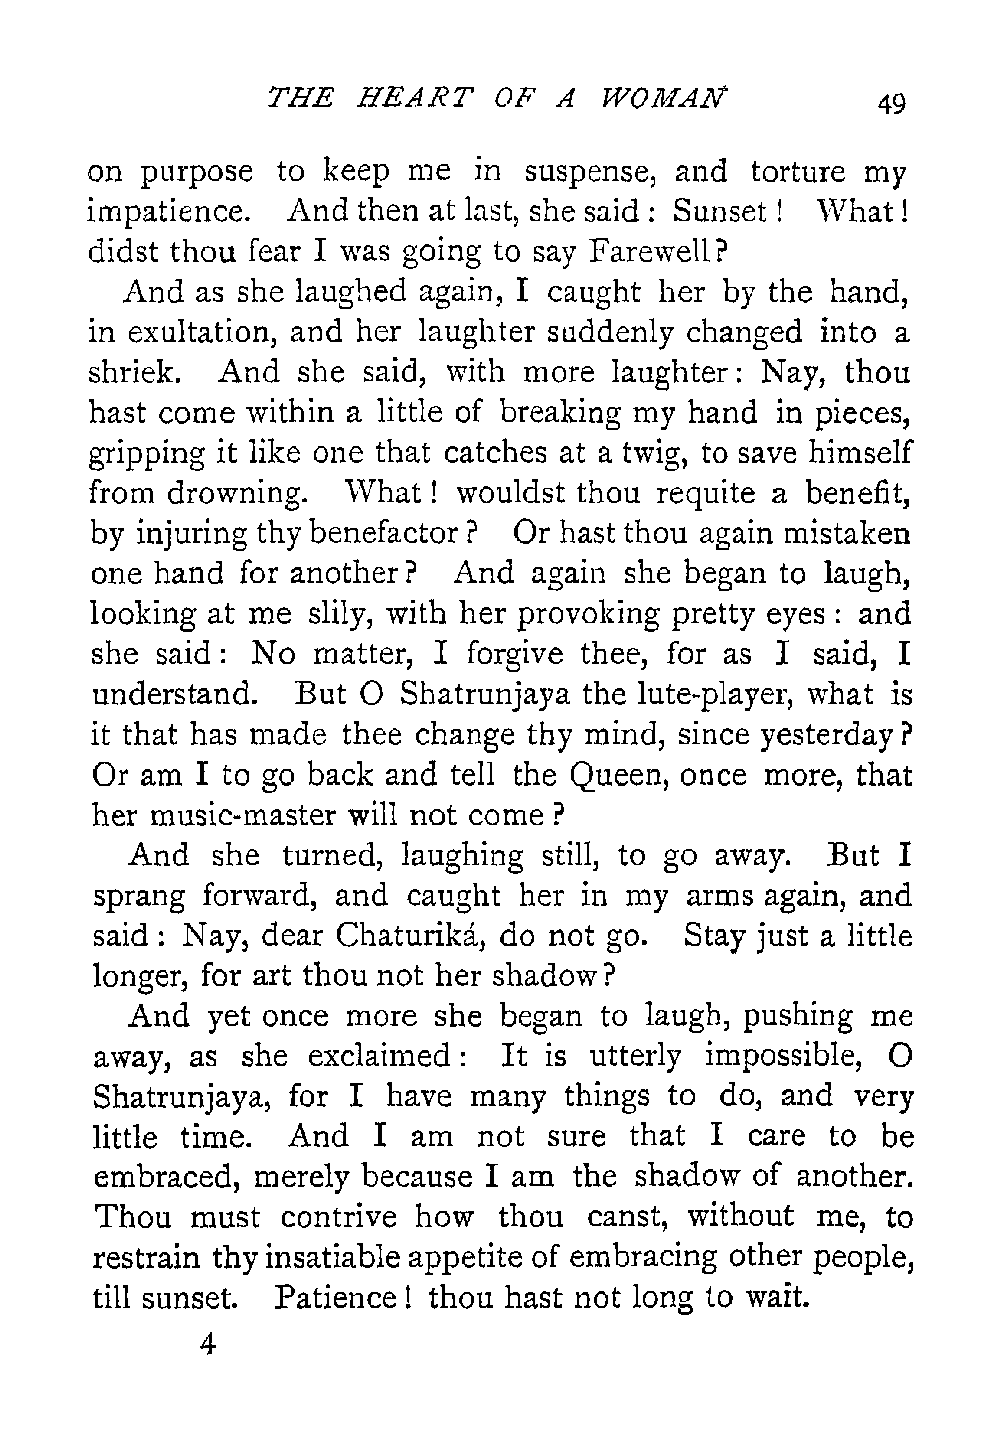 THE HEART OF A WOMAN 49
on purpose to keep me in suspense, and torture my
impatience. And then at last, she said : Sunset ! What !
didst thou fear I was going to say Farewell?
And as she laughed again, I caught her by the hand,
in exultation, and her laughter suddenly changed into a
shriek. And she said, with more laughter : Nay, thou
hast come within a little of breaking my hand in pieces,
gripping it like one that catches at a twig, to save himself
from drowning. What ! wouldst thou requite a benefit,
by injuring thy benefactor ? Or hast thou again mistaken
one hand for another ? And again she began to laugh,
looking at me slily, with her provoking pretty eyes : and
she said : No matter, I forgive thee, for as I said, I
understand. But O Shatrunjaya the lute-player, what is
it that has made thee change thy mind, since yesterday ?
Or am I to go back and tell the Queen, once more, that
her music-master will not come ?
And she turned, laughing still, to go away. But I
sprang forward, and caught her in my arms again, and
said : Nay, dear Chaturiká, do not go. Stay just a little
longer, for art thou not her shadow ?
And yet once more she began to laugh, pushing me
away, as she exclaimed : It is utterly impossible, O
Shatrunjaya, for I have many things to do, and very
little time. And I am not sure that I care to be
embraced, merely because I am the shadow of another.
Thou must contrive how thou canst, without me, to
restrain thy insatiable appetite of embracing other people,
till sunset. Patience ! thou hast not long to wait.
4